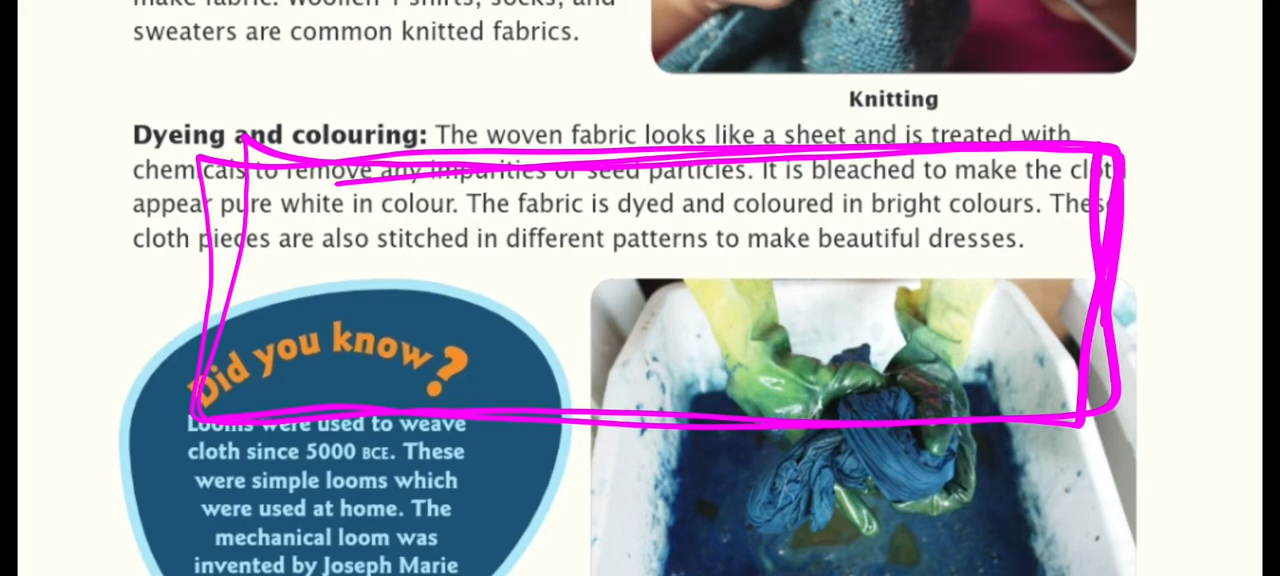 sweaters are common knitted fabrics.
Knitting
Dyeing and colouring: The woven fabric looks like a sheet and is treated with
chemicals to remove any impurities or seed particles. It is bleached to make the cloth
appear pure white in colour. The fabric is dyed and coloured in bright colours. These
cloth pieces are also stitched in different patterns to make beautiful dresses.
Did you know?
Looms were used to weave
cloth since 5000 BCE. These
were simple looms which
were used at home. The
mechanical loom was
invented by Joseph Marie